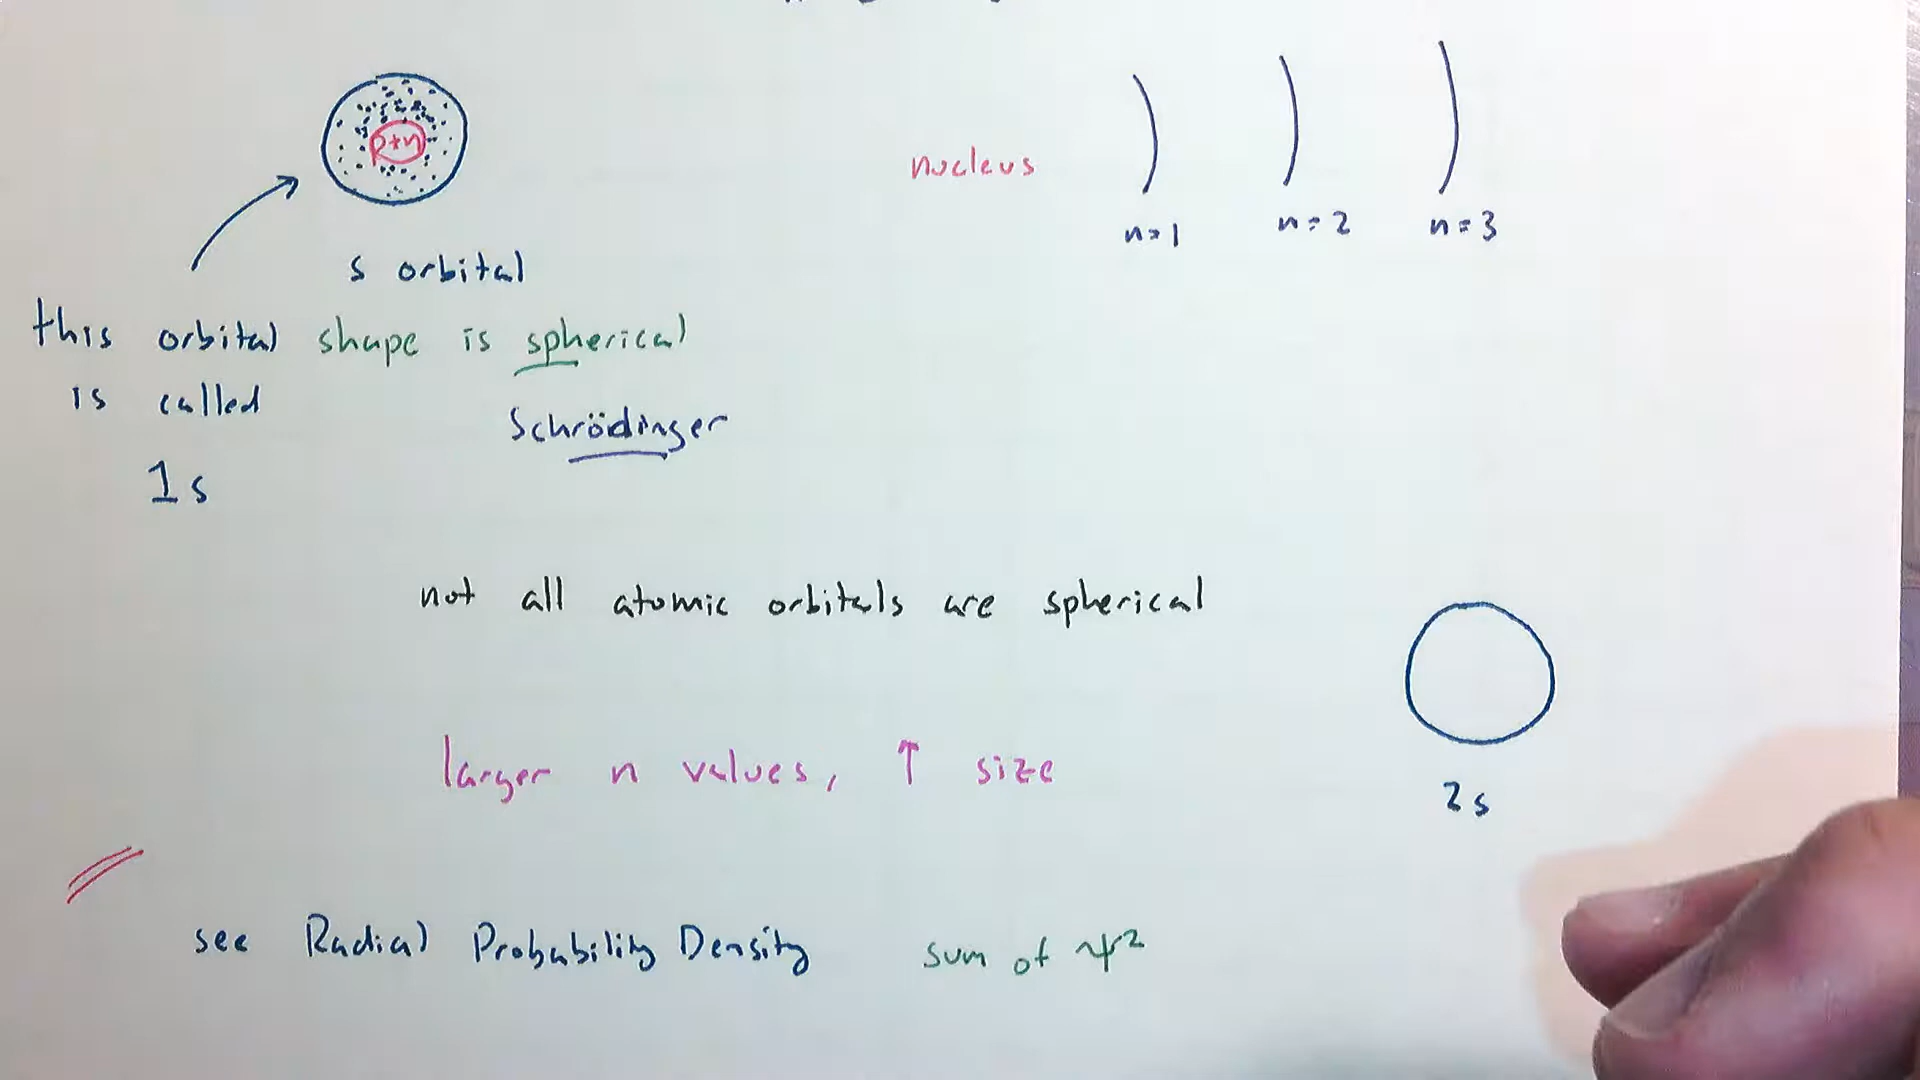 p+n
nucleus
n=1
n=2
n=3
s orbital
this orbital shape is spherical
is called
Schrödinger
1s
not all atomic orbitals are spherical
larger n values, ↑ size
2s
see Radial Probability Density
sum of ψ²